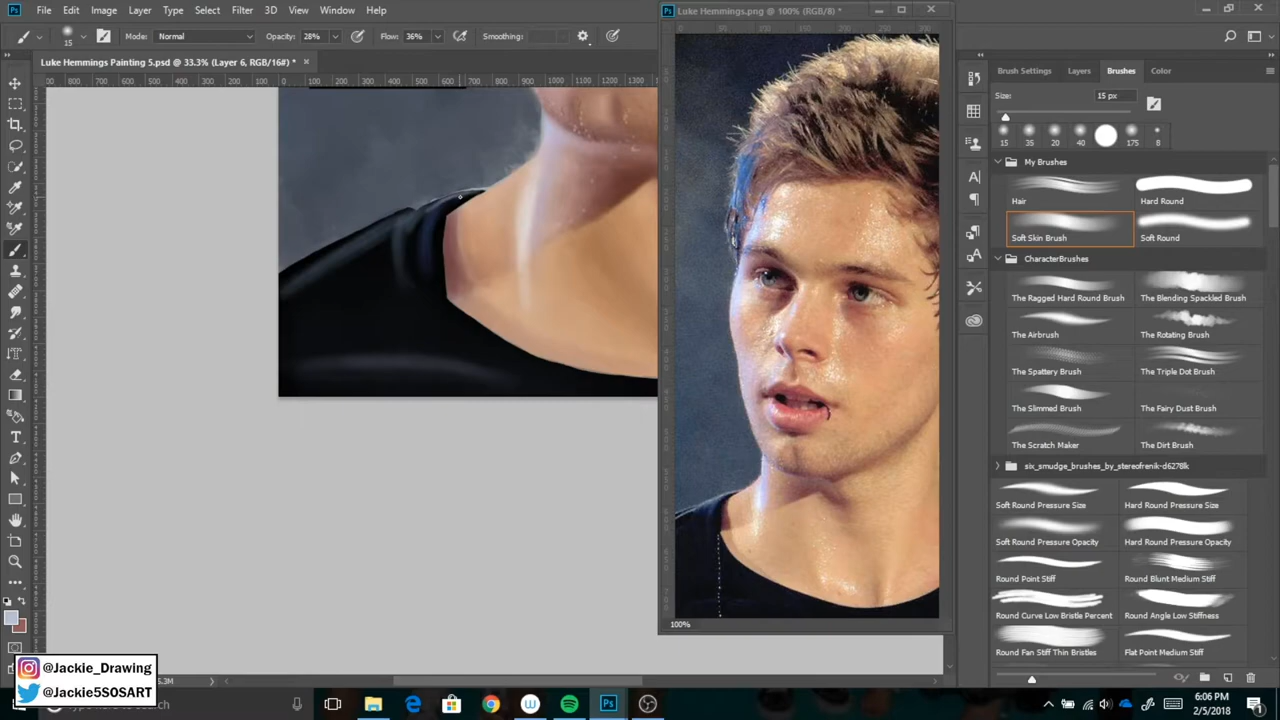 Ps File Edit Image Layer Type Select Filter 3D View Window Help
Ps Luke Hemmings.png @ 100% (RGB/8) *
15 Mode: Normal Opacity: 28% Flow: 36% Smoothing:
Luke Hemmings Painting 5.psd @ 33.3% (Layer 6, RGB/16#) * ×
Brush Settings Layers Brushes Color
Size: 15 px
15 35 20 40 175 8
My Brushes
Hair Hard Round
Soft Skin Brush Soft Round
CharacterBrushes
The Ragged Hard Round Brush The Blending Spackled Brush
The Airbrush The Rotating Brush
The Spattery Brush The Triple Dot Brush
The Slimmed Brush The Fairy Dust Brush
The Scratch Maker The Dirt Brush
six_smudge_brushes_by_stereofrenik-d6278lk
Soft Round Pressure Size Hard Round Pressure Size
Soft Round Pressure Opacity Hard Round Pressure Opacity
Round Point Stiff Round Blunt Medium Stiff
Round Curve Low Bristle Percent Round Angle Low Stiffness
Round Fan Stiff Thin Bristles Flat Point Medium Stiff
100%
@Jackie_Drawing
@Jackie5SOSART
6:06 PM
2/5/2018